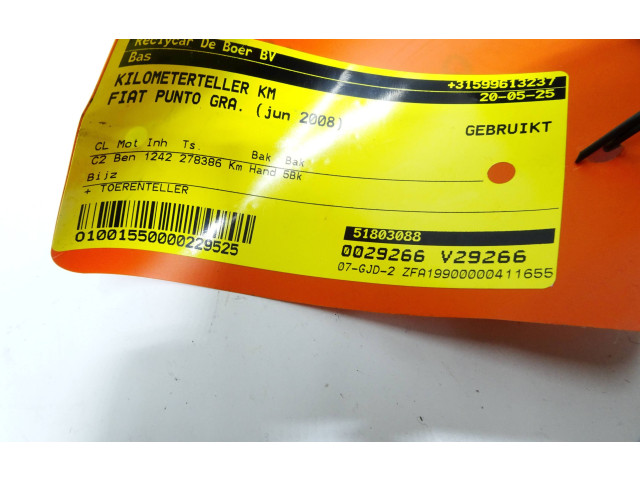 Recycar De Boer BV
Bas
+31599613237
20-05-25
KILOMETERTELLER KM
FIAT PUNTO GRA. (jun 2008)
GEBRUIKT
CL Mot Inh Ts. Bak Bak
C2 Ben 1242 278386 Km Hand 5Bk
Bijz
+ TOERENTELLER
O1001550000229525
51803088
0029266 V29266
07-GJD-2 ZFA19900000411655